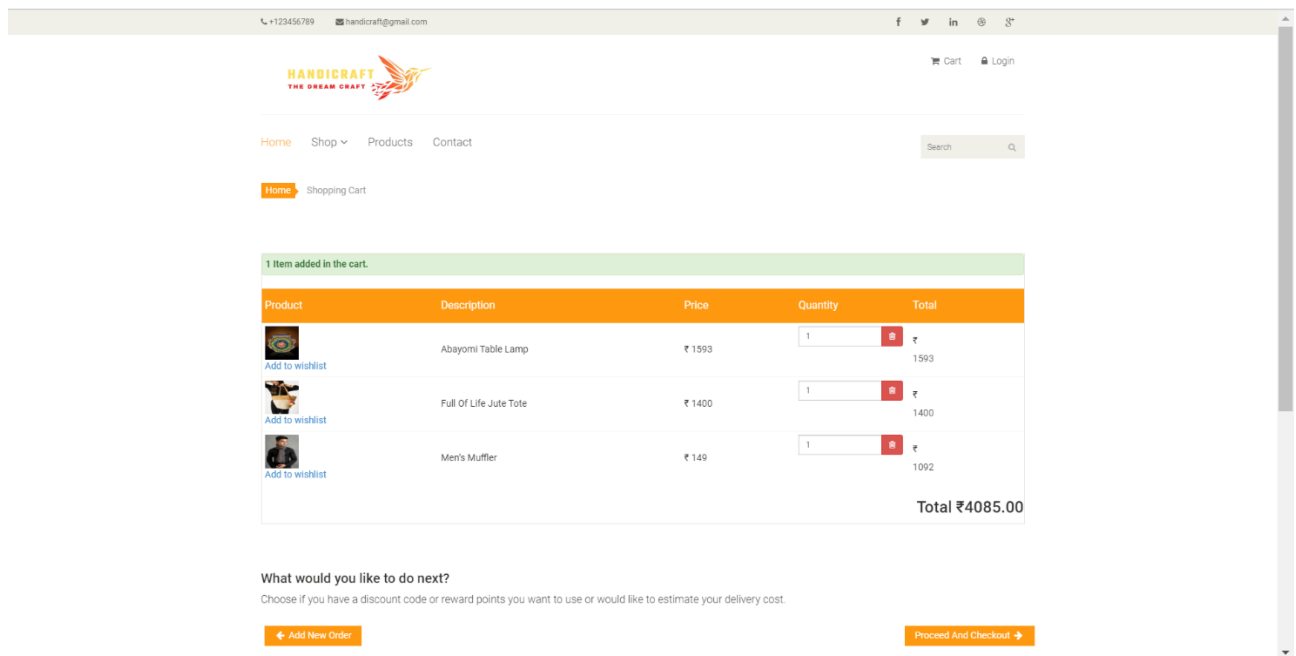 +123456789 handicraft@gmail.com
HANDICRAFT
THE DREAM CRAFT
Cart Login
Home Shop Products Contact
Search
Home Shopping Cart
1 Item added in the cart.
Product Description Price Quantity Total
Abayomi Table Lamp ₹ 1593 1 ₹
1593
Add to wishlist
Full Of Life Jute Tote ₹ 1400 1 ₹
1400
Add to wishlist
Men's Muffler ₹ 149 1 ₹
1092
Add to wishlist
Total ₹4085.00
What would you like to do next?
Choose if you have a discount code or reward points you want to use or would like to estimate your delivery cost.
Add New Order Proceed And Checkout